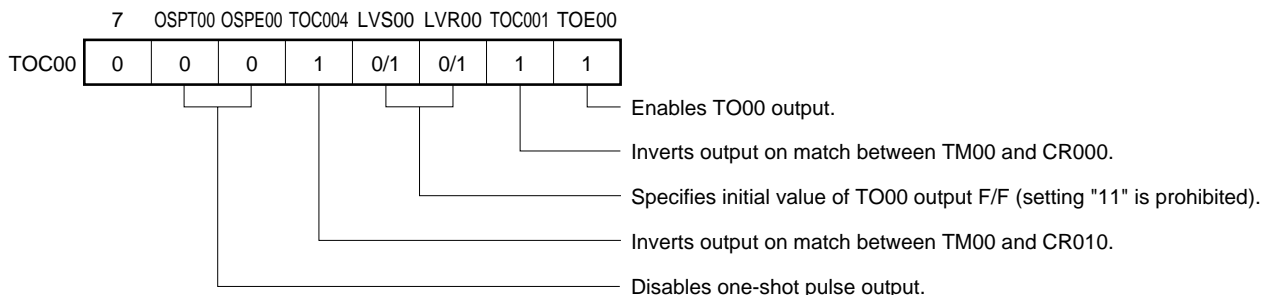 7 OSPT00 OSPE00 TOC004 LVS00 LVR00 TOC001 TOE00
TOC00 0 0 0 1 0/1 0/1 1 1
Enables TO00 output.
Inverts output on match between TM00 and CR000.
Specifies initial value of TO00 output F/F (setting "11" is prohibited).
Inverts output on match between TM00 and CR010.
Disables one-shot pulse output.